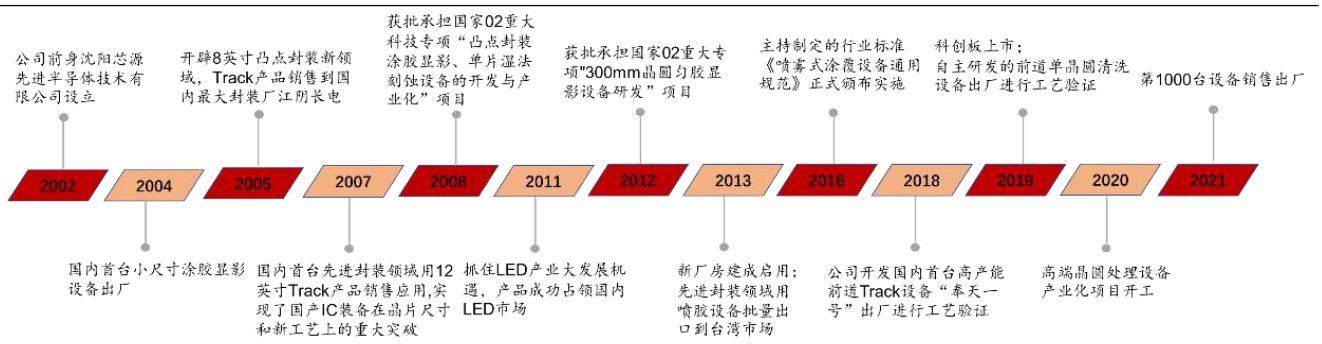 公司前身沈阳芯源
先进半导体技术有
限公司设立
开辟8英寸凸点封装新领
域，Track产品销售到国
内最大封装厂江阴长电
获批承担国家02重大
科技专项“凸点封装
涂胶显影、单片湿法
刻蚀设备的开发与产
业化”项目
获批承担国家02重大专
项"300mm晶圆匀胶显
影设备研发”项目
主持制定的行业标准
《喷雾式涂覆设备通用
规范》正式颁布实施
科创板上市；
自主研发的前道单晶圆清洗
设备出厂进行工艺验证
第1000台设备销售出厂
2002
2004
2005
2007
2008
2011
2012
2013
2016
2018
2019
2020
2021
国内首台小尺寸涂胶显影
设备出厂
国内首台先进封装领域用12
英寸Track产品销售应用,实
现了国产IC装备在晶片尺寸
和新工艺上的重大突破
抓住LED产业大发展机
遇，产品成功占领国内
LED市场
新厂房建成启用；
先进封装领域用
喷胶设备批量出
口到台湾市场
公司开发国内首台高产能
前道Track设备“奉天一
号”出厂进行工艺验证
高端晶圆处理设备
产业化项目开工